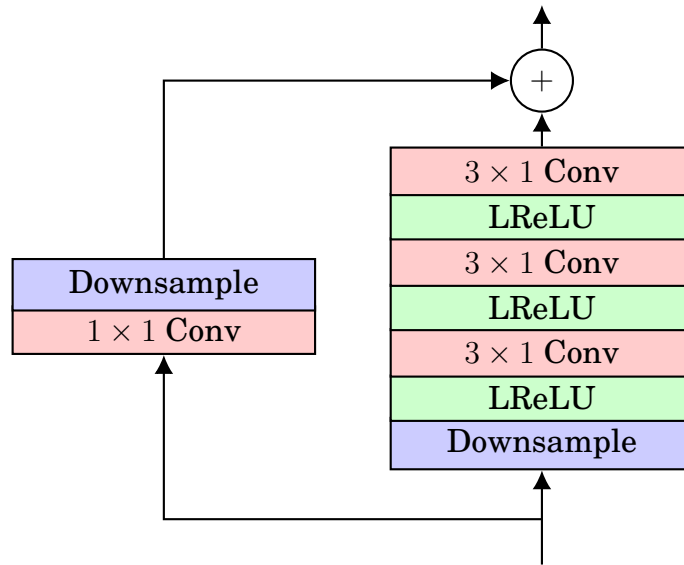 +
3 × 1 Conv
LReLU
3 × 1 Conv
LReLU
3 × 1 Conv
LReLU
Downsample
Downsample
1 × 1 Conv